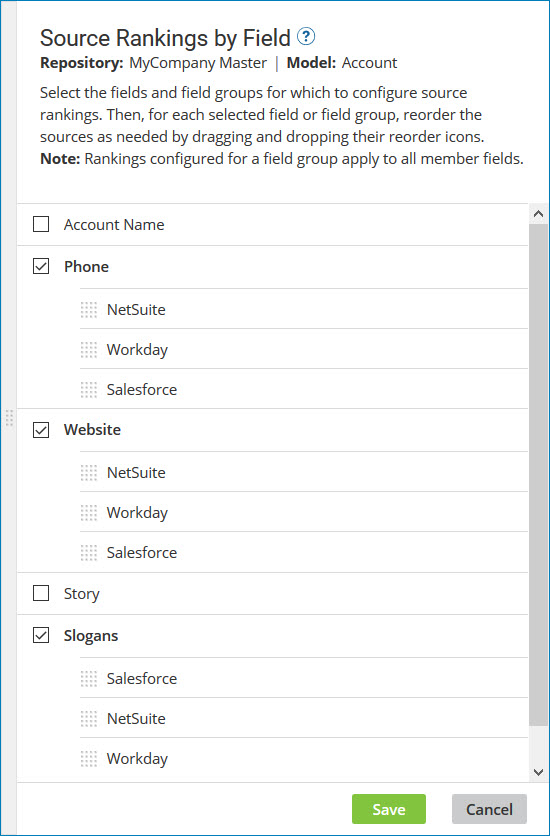 Source Rankings by Field ?
Repository: MyCompany Master | Model: Account
Select the fields and field groups for which to configure source
rankings. Then, for each selected field or field group, reorder the
sources as needed by dragging and dropping their reorder icons.
Note: Rankings configured for a field group apply to all member fields.
Account Name
Phone
NetSuite
Workday
Salesforce
Website
NetSuite
Workday
Salesforce
Story
Slogans
Salesforce
NetSuite
Workday
Save Cancel